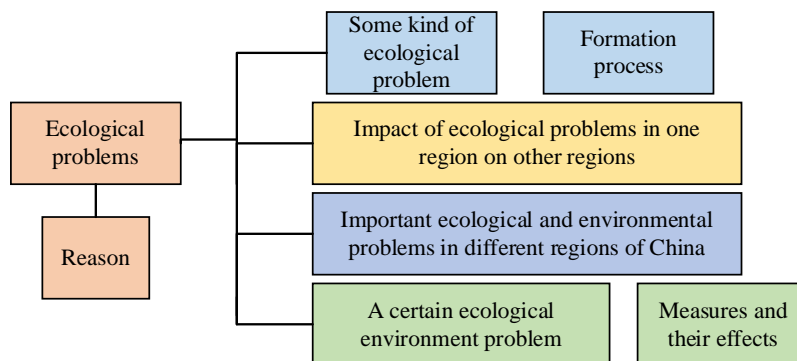 Some kind of
ecological
problem
Formation
process
Ecological
problems
Impact of ecological problems in one
region on other regions
Reason
Important ecological and environmental
problems in different regions of China
A certain ecological
environment problem
Measures and
their effects